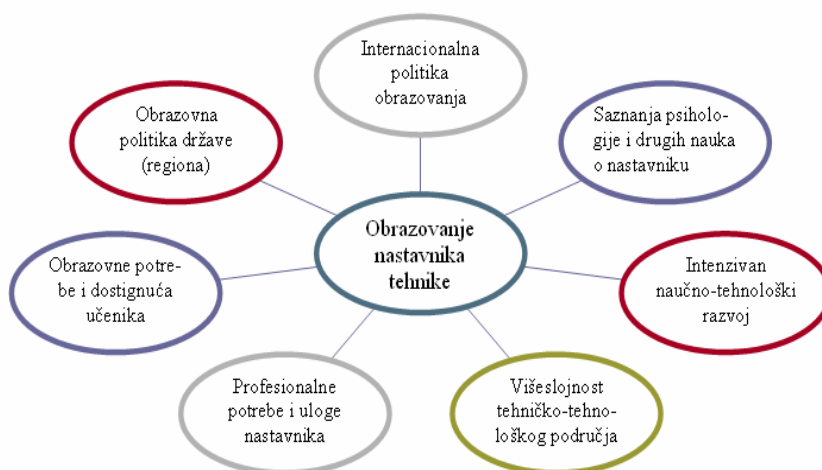 Internacionalna
politika
obrazovanja
Obrazovna
politika države
(regiona)
Saznanja psiholo-
gije i drugih nauka
o nastavniku
Obrazovanje
nastavnika
tehnike
Obrazovne potre-
be i dostignuća
učenika
Intenzivan
naučno-tehnološki
razvoj
Profesionalne
potrebe i uloge
nastavnika
Višeslojnost
tehničko-tehno-
loškog područja